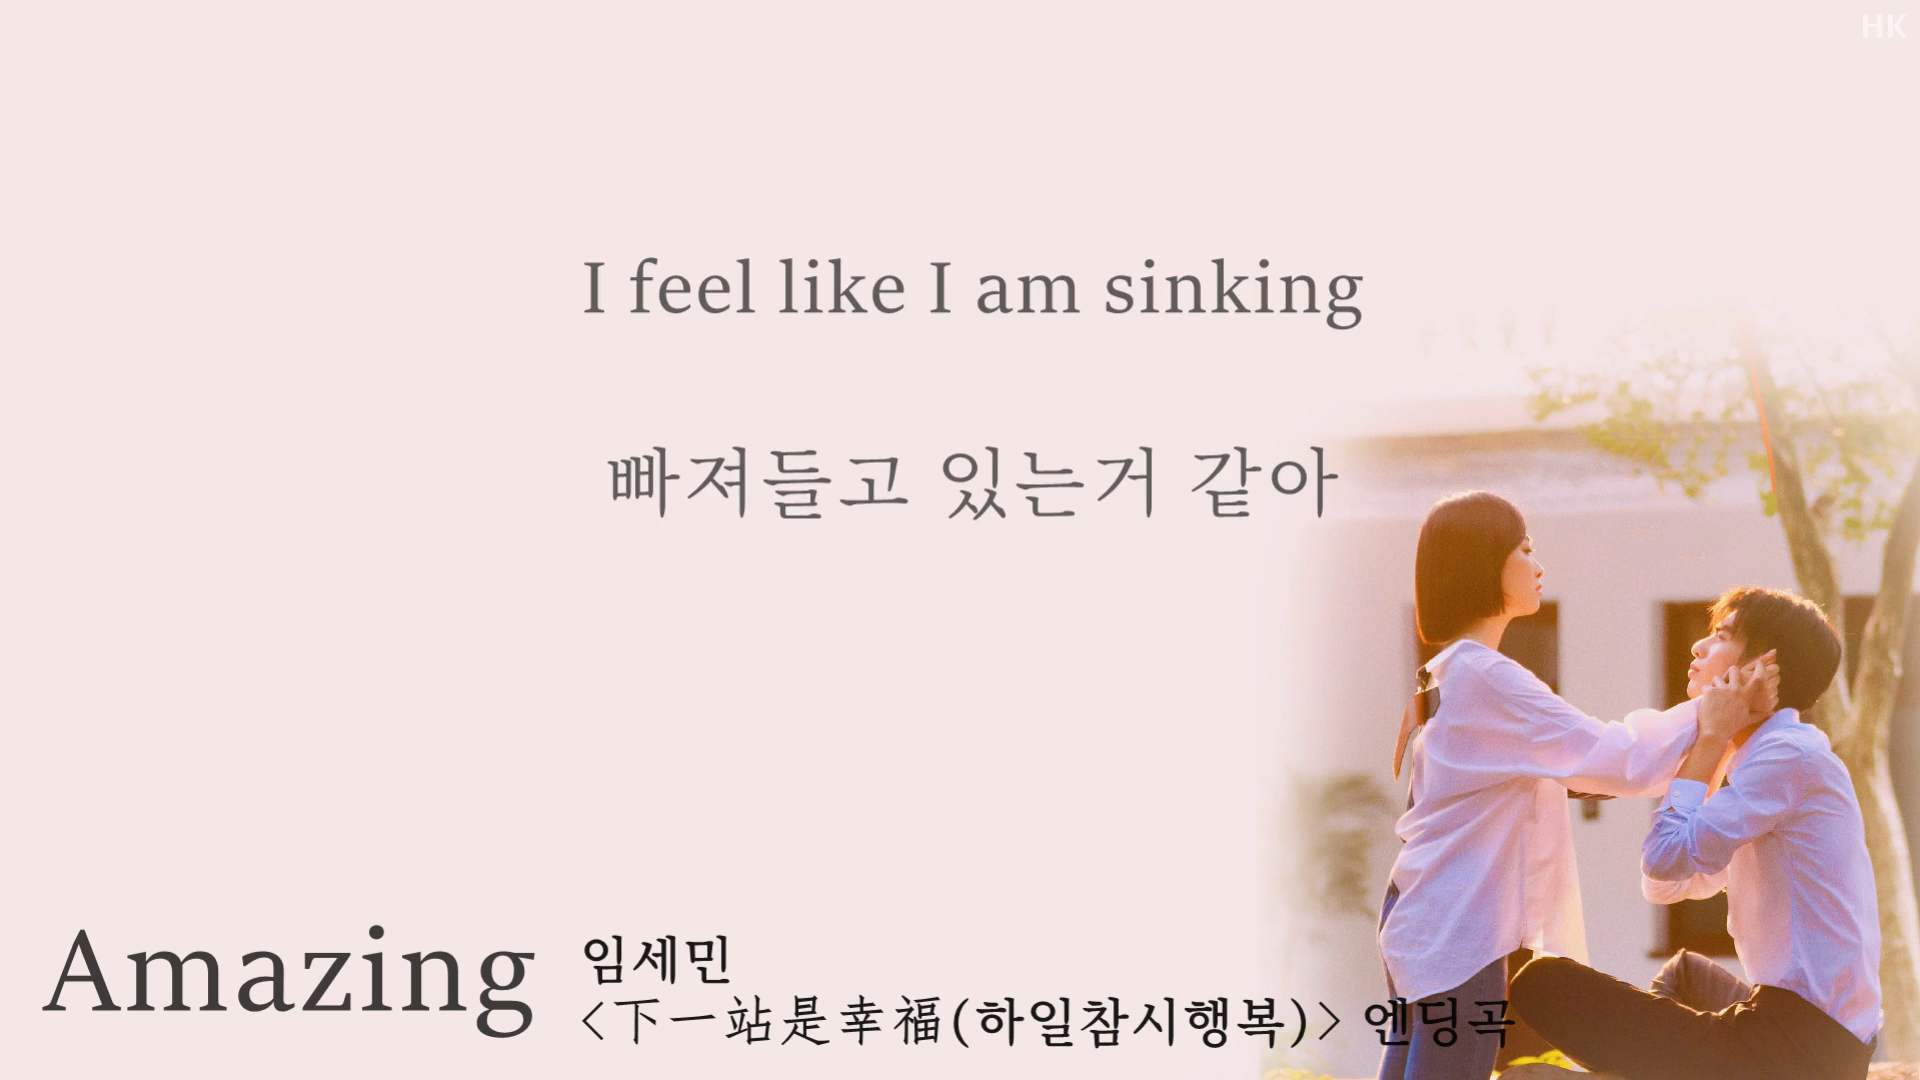 HK
I feel like I am sinking
빠져들고 있는거 같아
Amazing
임세민
<下一站是幸福(하일참시행복)> 엔딩곡